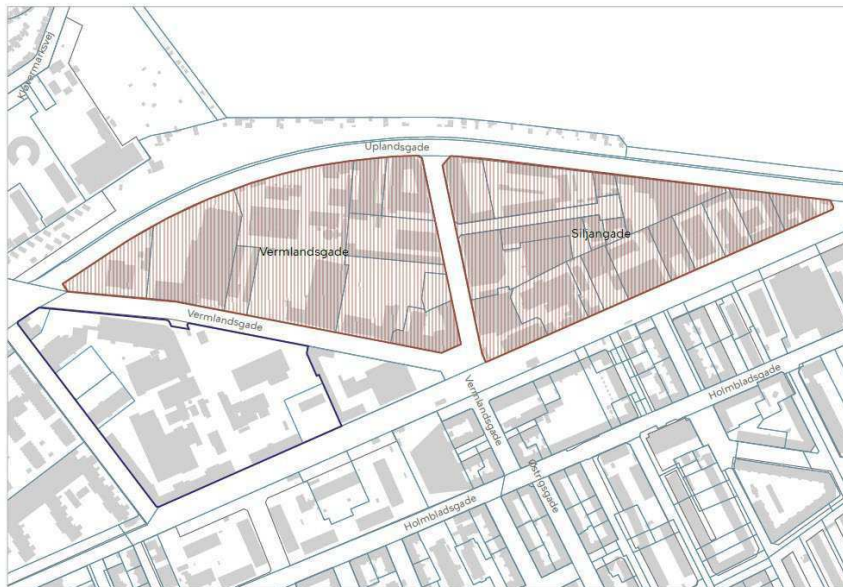 Kløvermarksvej
Uplandsgade
Vermlandsgade
Siljangade
Vermlandsgade
Vermlandsgade
Holmbladsgade
Østrigsgade
Holmbladsgade